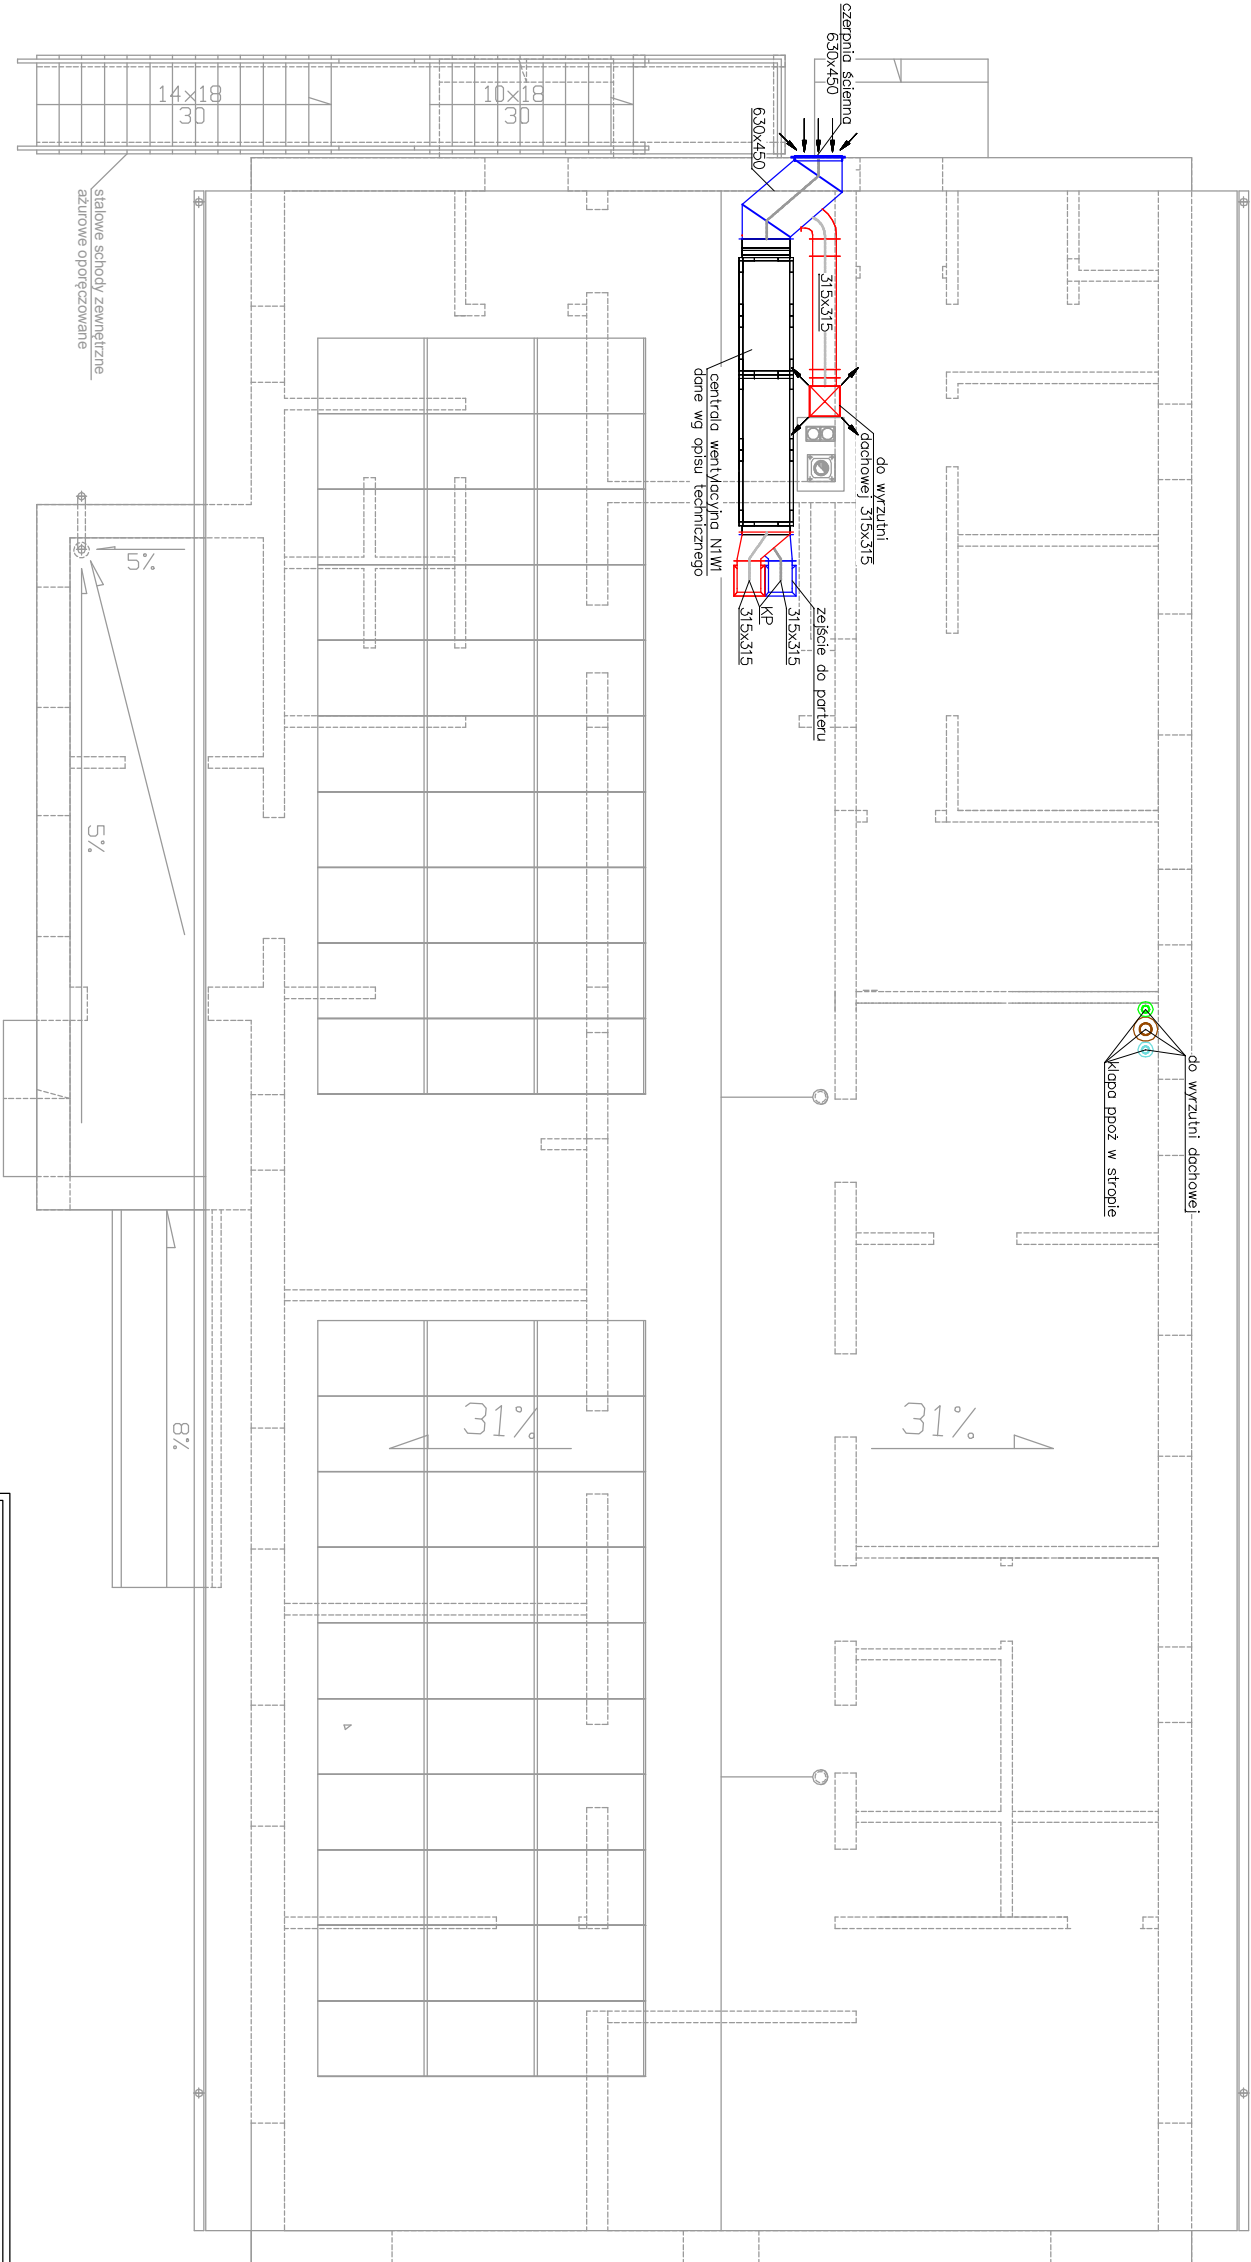 czerpnia ścienna
630x450
630x450
14x18
30
10x18
30
stalowe schody zewnętrzne
ażurowe oporęczowane
315x315
centrala wentylacyjna N1W1
dane wg opisu technicznego
do wyrzutni
dachowej 315x315
zejście do parteru
315x315
KP
315x315
5%
5%
do wyrzutni dachowej
klapa ppoż w stropie
8%
31%
31%